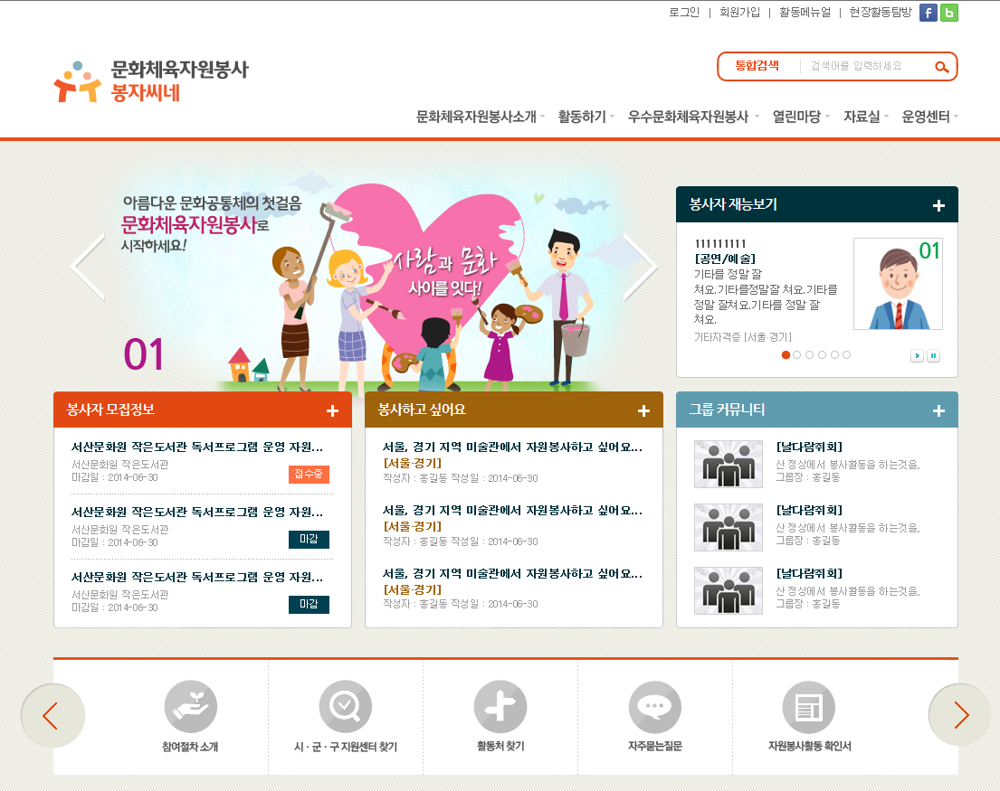 로그인 | 회원가입 | 활동메뉴얼 | 현장활동탐방 f b
문화체육자원봉사
봉자씨네
통합검색 검색어를 입력하세요
문화체육자원봉사소개 활동하기 우수문화체육자원봉사 열린마당 자료실 운영센터
아름다운 문화공통체의 첫걸음
문화체육자원봉사로
시작하세요!
사람과 문화
사이를 잇다!
01
봉사자 재능보기 +
111111111
[공연/예술]
기타를 정말 잘
쳐요.기타를정말잘 쳐요.기타를
정말 잘쳐요.기타를 정말 잘
쳐요.
기타자격증 [서울·경기]
01
봉사자 모집정보 +
서산문화원 작은도서관 독서프로그램 운영 자원...
서산문화원 작은도서관
마감일 : 2014-06-30
접수중
서산문화원 작은도서관 독서프로그램 운영 자원...
서산문화원 작은도서관
마감일 : 2014-06-30
마감
서산문화원 작은도서관 독서프로그램 운영 자원...
서산문화원 작은도서관
마감일 : 2014-06-30
마감
봉사하고 싶어요 +
서울, 경기 지역 미술관에서 자원봉사하고 싶어요...
[서울·경기]
작성자 : 홍길동 작성일 : 2014-06-30
서울, 경기 지역 미술관에서 자원봉사하고 싶어요...
[서울·경기]
작성자 : 홍길동 작성일 : 2014-06-30
서울, 경기 지역 미술관에서 자원봉사하고 싶어요...
[서울·경기]
작성자 : 홍길동 작성일 : 2014-06-30
그룹 커뮤니티 +
[날다람쥐회]
산 정상에서 봉사활동을 하는것을..
그룹장 : 홍길동
[날다람쥐회]
산 정상에서 봉사활동을 하는것을..
그룹장 : 홍길동
[날다람쥐회]
산 정상에서 봉사활동을 하는것을..
그룹장 : 홍길동
참여절차 소개
시 · 군 · 구 자원센터 찾기
활동처 찾기
자주묻는질문
자원봉사활동 확인서